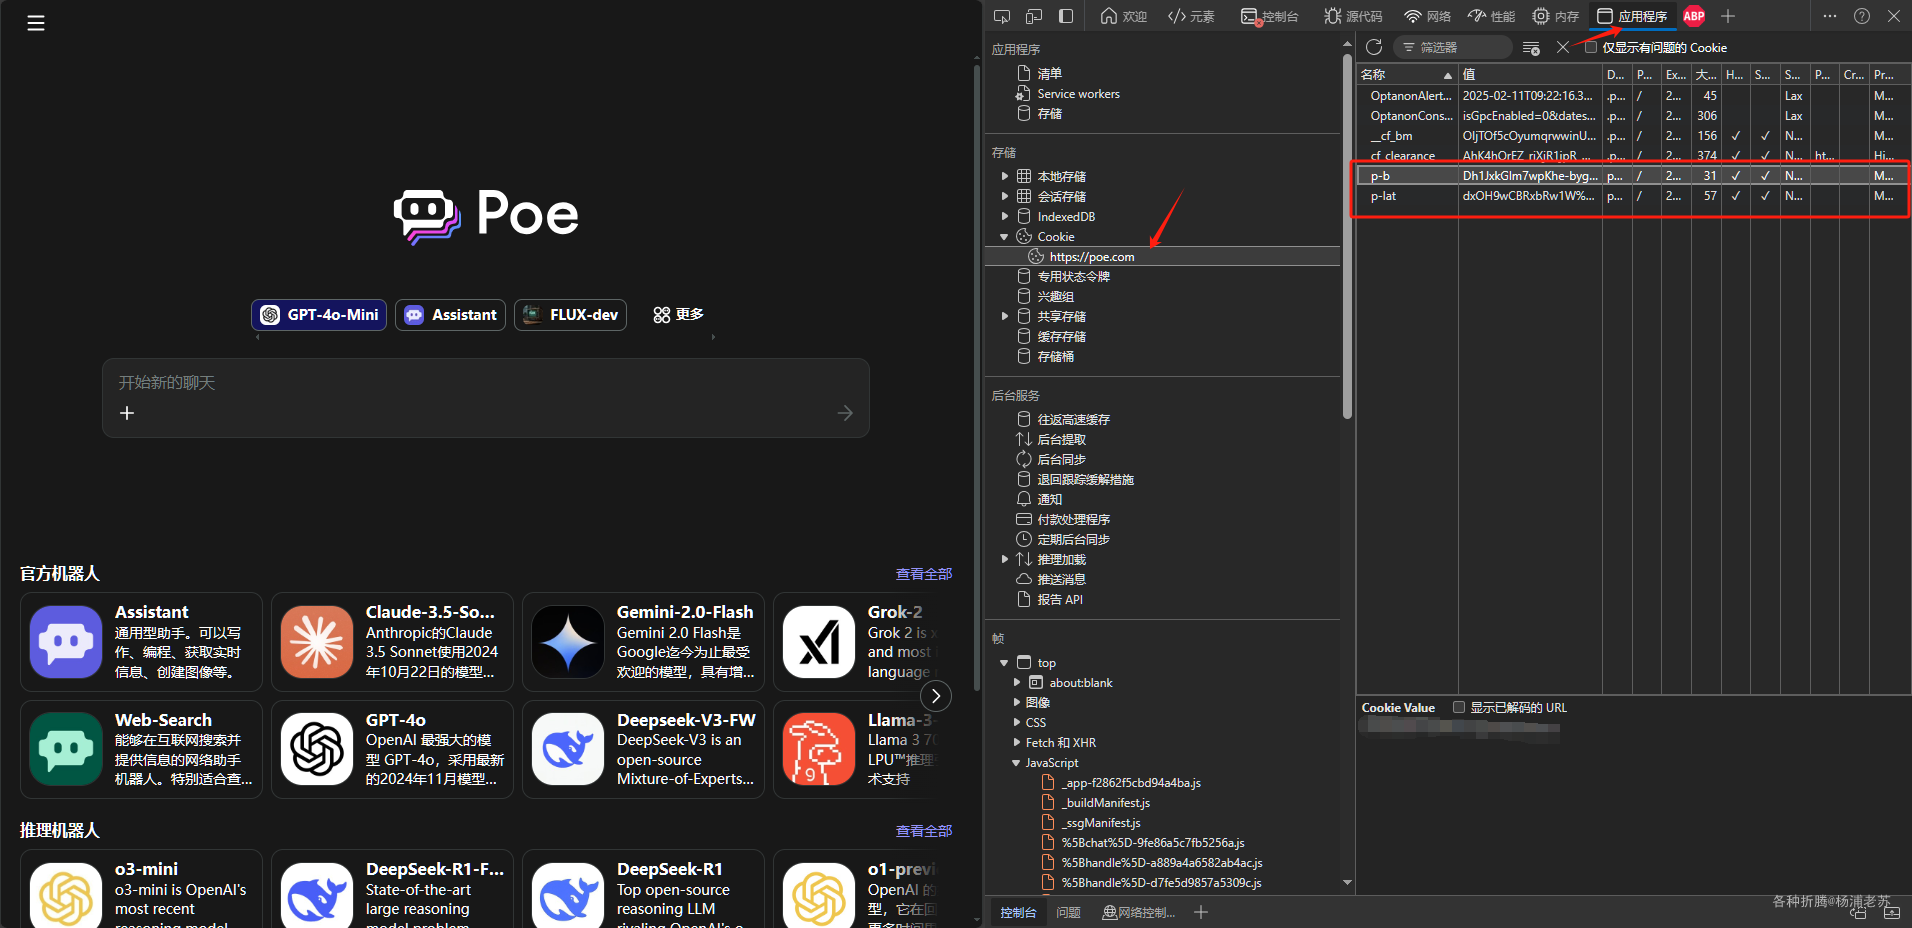 Poe
GPT-4o-Mini
Assistant
FLUX-dev
更多
开始新的聊天
官方机器人
查看全部
Assistant
通用型助手。可以写
作、编程、获取实时
信息、创建图像等。
Claude-3.5-So...
Anthropic的Claude
3.5 Sonnet使用2024
年10月22日的模型...
Gemini-2.0-Flash
Gemini 2.0 Flash是
Google迄今为止最受
欢迎的模型，具有增...
Grok-2
Grok 2 is x
and most
language
Web-Search
能够在互联网搜索并
提供信息的网络助手
机器人。特别适合查...
GPT-4o
OpenAI 最强大的模
型 GPT-4o，采用最新
的2024年11月模型...
Deepseek-V3-FW
DeepSeek-V3 is an
open-source
Mixture-of-Experts...
Llama-3-
Llama 3 70
LPU™推理
术支持
推理机器人
查看全部
o3-mini
o3-mini is OpenAI's
most recent
reasoning model
DeepSeek-R1-F...
State-of-the-art
large reasoning
model problem
DeepSeek-R1
Top open-source
reasoning LLM
rivaling OpenAI's o
o1-previ
OpenAI 的
型，它在回
更多时间
欢迎
元素
控制台
源代码
网络
性能
内存
应用程序
ABP
应用程序
清单
Service workers
存储
存储
本地存储
会话存储
IndexedDB
Cookie
https://poe.com
专用状态令牌
兴趣组
共享存储
缓存存储
存储桶
后台服务
往返高速缓存
后台提取
后台同步
退回跟踪缓解措施
通知
付款处理程序
定期后台同步
推理加载
推送消息
报告 API
帧
top
about:blank
图像
CSS
Fetch 和 XHR
JavaScript
_app-f2862f5cbd94a4ba.js
_buildManifest.js
_ssgManifest.js
%5Bchat%5D-9fe86a5c7fb5256a.js
%5Bhandle%5D-a889a4a6582ab4ac.js
%5Bhandle%5D-d7fe5d9857a5309c.js
筛选器
仅显示有问题的 Cookie
名称 值 D... P... Ex... 大... H... S... S... P... Cr... Pr...
OptanonAlert... 2025-02-11T09:22:16.3... .p... / 2... 45 Lax M...
OptanonCons... isGpcEnabled=0&dates... .p... / 2... 306 Lax M...
__cf_bm OIjTOf5cOyumqrwwinU... .p... / 2... 156 ✓ ✓ N... M...
cf_clearance AhK4hOrEZ_riXjR1jpR_... .p... / 2... 374 ✓ ✓ N... ht... Hi...
p-b Dh1JxkGlm7wpKhe-byg... p... / 2... 31 ✓ ✓ N... M...
p-lat dxOH9wCBRxbRw1W%... p... / 2... 57 ✓ ✓ N... M...
Cookie Value
显示已解码的 URL
控制台
问题
网络控制...
各种折腾@杨浦老苏